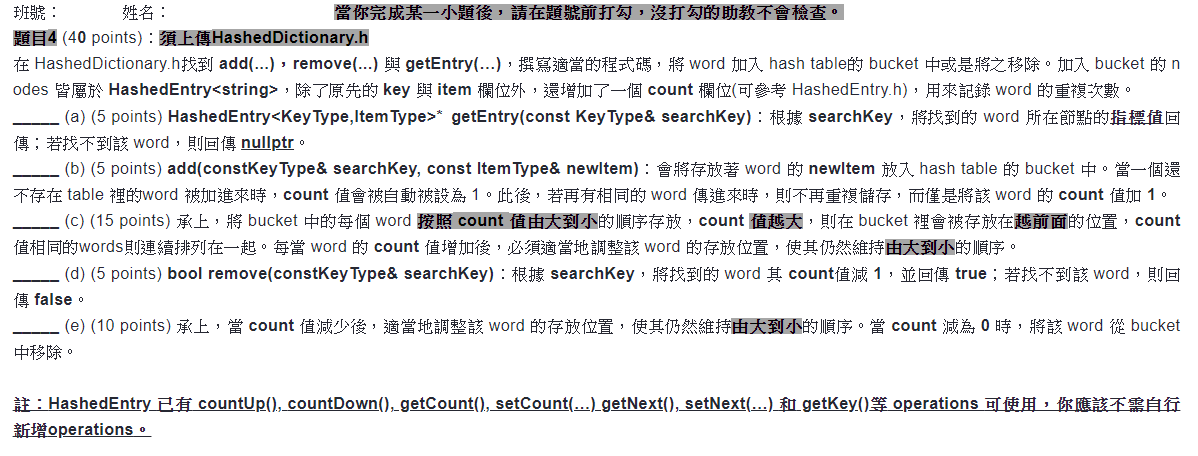 班號： 姓名： 當你完成某一小題後，請在題號前打勾，沒打勾的助教不會檢查。
題目4 (40 points)：須上傳HashedDictionary.h
在 HashedDictionary.h找到 add(…)，remove(...) 與 getEntry(…)，撰寫適當的程式碼，將 word 加入 hash table的 bucket 中或是將之移除。加入 bucket 的 n
odes 皆屬於 HashedEntry<string>，除了原先的 key 與 item 欄位外，還增加了一個 count 欄位(可參考 HashedEntry.h)，用來記錄 word 的重複次數。
_____ (a) (5 points) HashedEntry<KeyType,ItemType>* getEntry(const KeyType& searchKey)：根據 searchKey，將找到的 word 所在節點的指標值回
傳；若找不到該 word，則回傳 nullptr。
_____ (b) (5 points) add(constKeyType& searchKey, const ItemType& newItem)：會將存放著 word 的 newItem 放入 hash table 的 bucket 中。當一個還
不存在 table 裡的word 被加進來時，count 值會被自動被設為 1。此後，若再有相同的 word 傳進來時，則不再重複儲存，而僅是將該 word 的 count 值加 1。
_____ (c) (15 points) 承上，將 bucket 中的每個 word 按照 count 值由大到小的順序存放，count 值越大，則在 bucket 裡會被存放在越前面的位置，count
值相同的words則連續排列在一起。每當 word 的 count 值增加後，必須適當地調整該 word 的存放位置，使其仍然維持由大到小的順序。
_____ (d) (5 points) bool remove(constKeyType& searchKey)：根據 searchKey，將找到的 word 其 count值減 1，並回傳 true；若找不到該 word，則回
傳 false。
_____ (e) (10 points) 承上，當 count 值減少後，適當地調整該 word 的存放位置，使其仍然維持由大到小的順序。當 count 減為 0 時，將該 word 從 bucket
中移除。
註：HashedEntry 已有 countUp(), countDown(), getCount(), setCount(…) getNext(), setNext(…) 和 getKey()等 operations 可使用，你應該不需自行
新增operations。